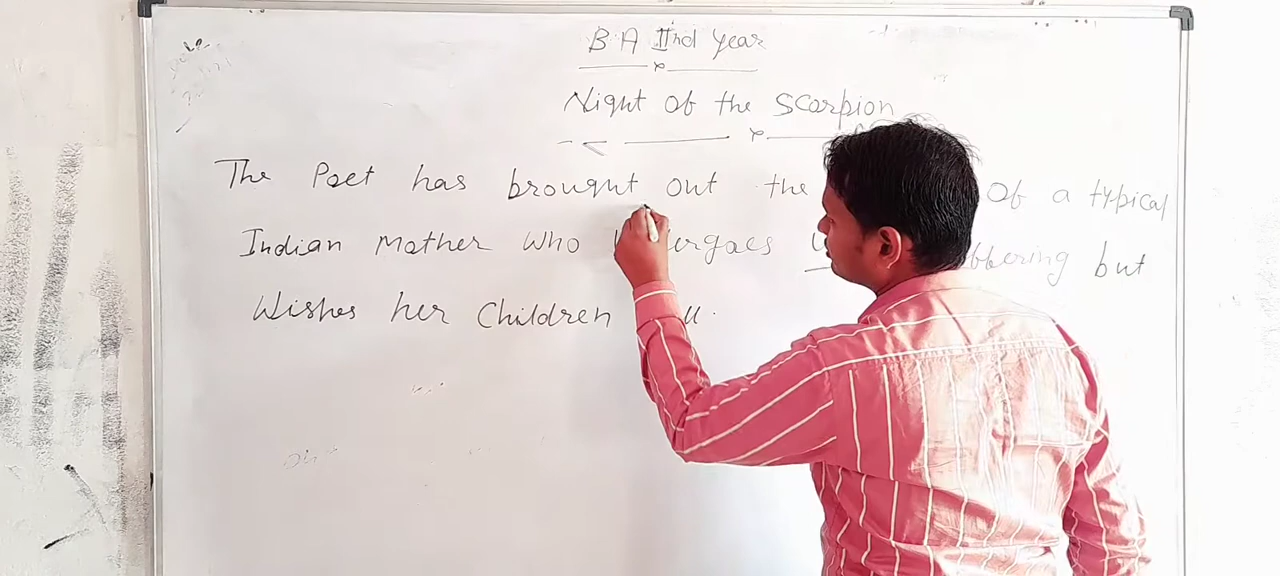 B.A IInd Year
Night of the Scorpion
The Poet has brought out the of a typical
Indian Mother who but
Wishes her Children